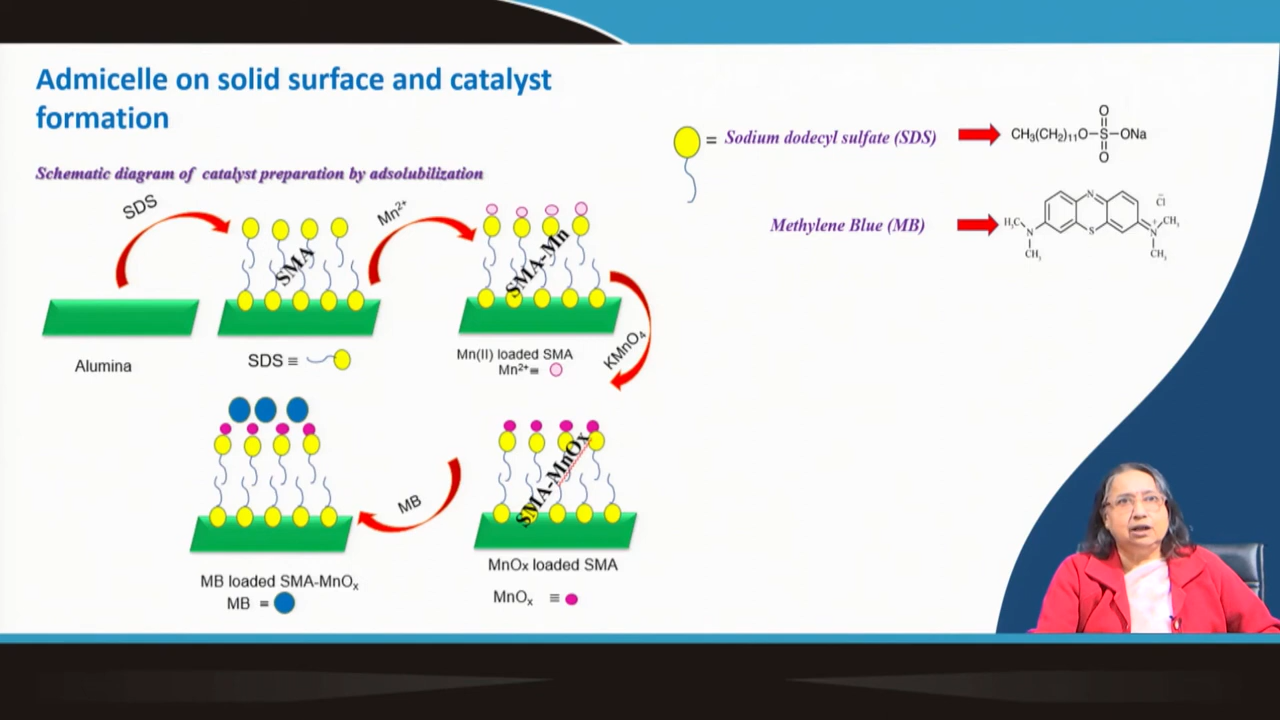 Admicelle on solid surface and catalyst
formation
Schematic diagram of catalyst preparation by adsolubilization
SDS
SMA
Mn²⁺
SMA-Mn
KMnO₄
Alumina
SDS ≡
Mn(II) loaded SMA
Mn²⁺≡
SMA-MnOx
MB
MB loaded SMA-MnOₓ
MB =
MnOx loaded SMA
MnOₓ ≡
= Sodium dodecyl sulfate (SDS)
O
CH₃(CH₂)₁₁O–S–ONa
O
Methylene Blue (MB)
N
Cl⁻
H₃C
N
S
N⁺
CH₃
CH₃
CH₃